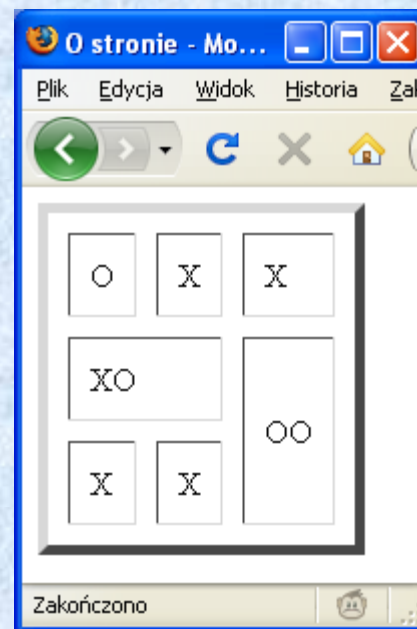 O stronie - Mo...
Plik Edycja Widok Historia Zak
O X X
XO
OO
X X
Zakończono